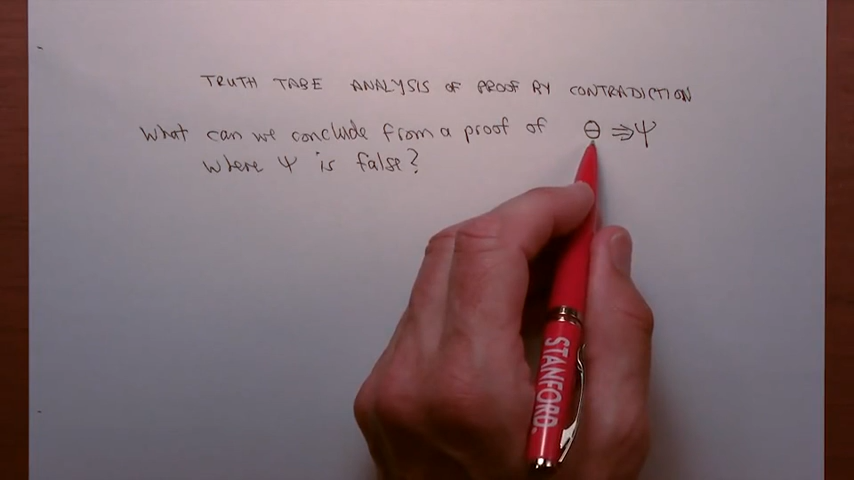 TRUTH TABE ANALYSIS OF PROOF BY CONTRADICTION
What can we conclude from a proof of θ ⇒ ψ
where ψ is false?
STANFORD